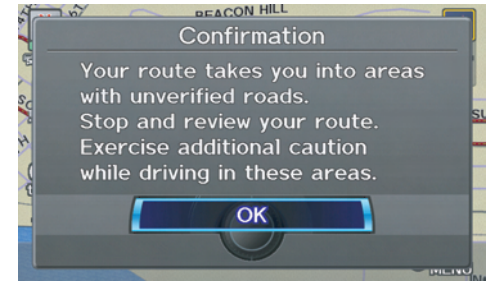 BEACON HILL
Confirmation
Your route takes you into areas
with unverified roads.
Stop and review your route.
Exercise additional caution
while driving in these areas.
OK
MENU